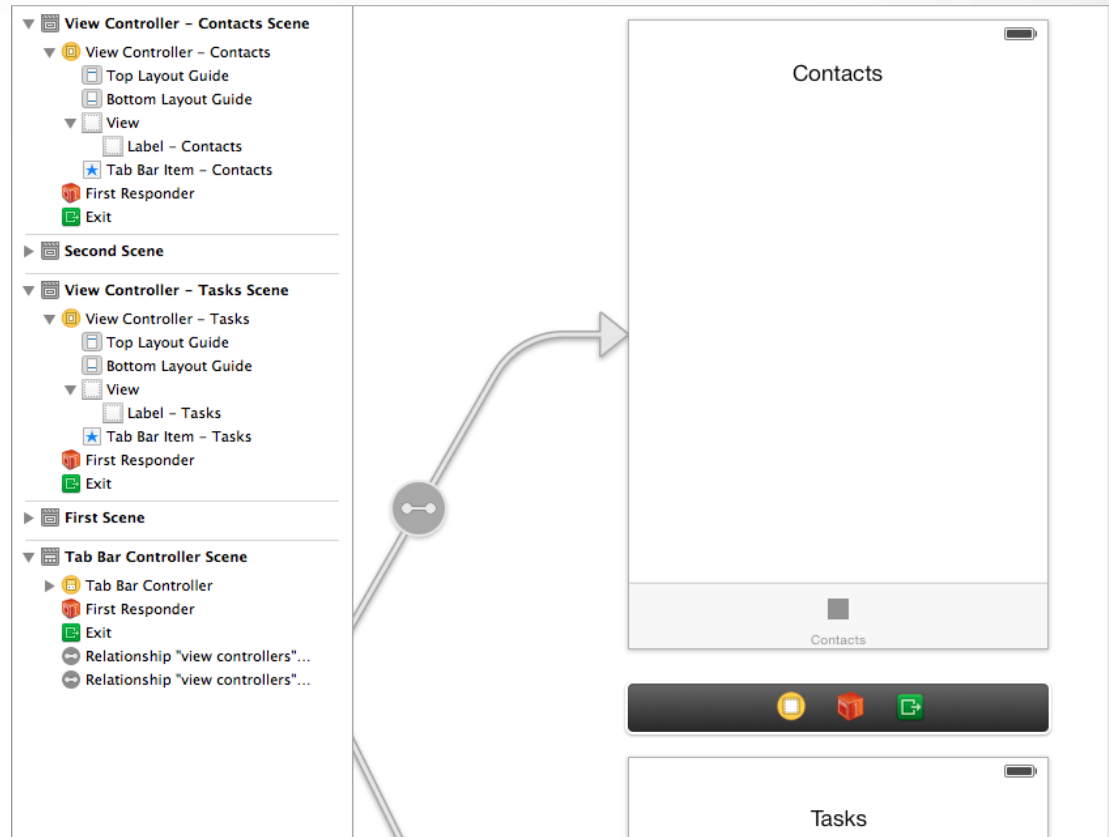 View Controller – Contacts Scene
View Controller – Contacts
Top Layout Guide
Bottom Layout Guide
View
Label – Contacts
Tab Bar Item – Contacts
First Responder
Exit
Second Scene
View Controller – Tasks Scene
View Controller – Tasks
Top Layout Guide
Bottom Layout Guide
View
Label – Tasks
Tab Bar Item – Tasks
First Responder
Exit
First Scene
Tab Bar Controller Scene
Tab Bar Controller
First Responder
Exit
Relationship "view controllers"...
Relationship "view controllers"...
Contacts
Contacts
Tasks